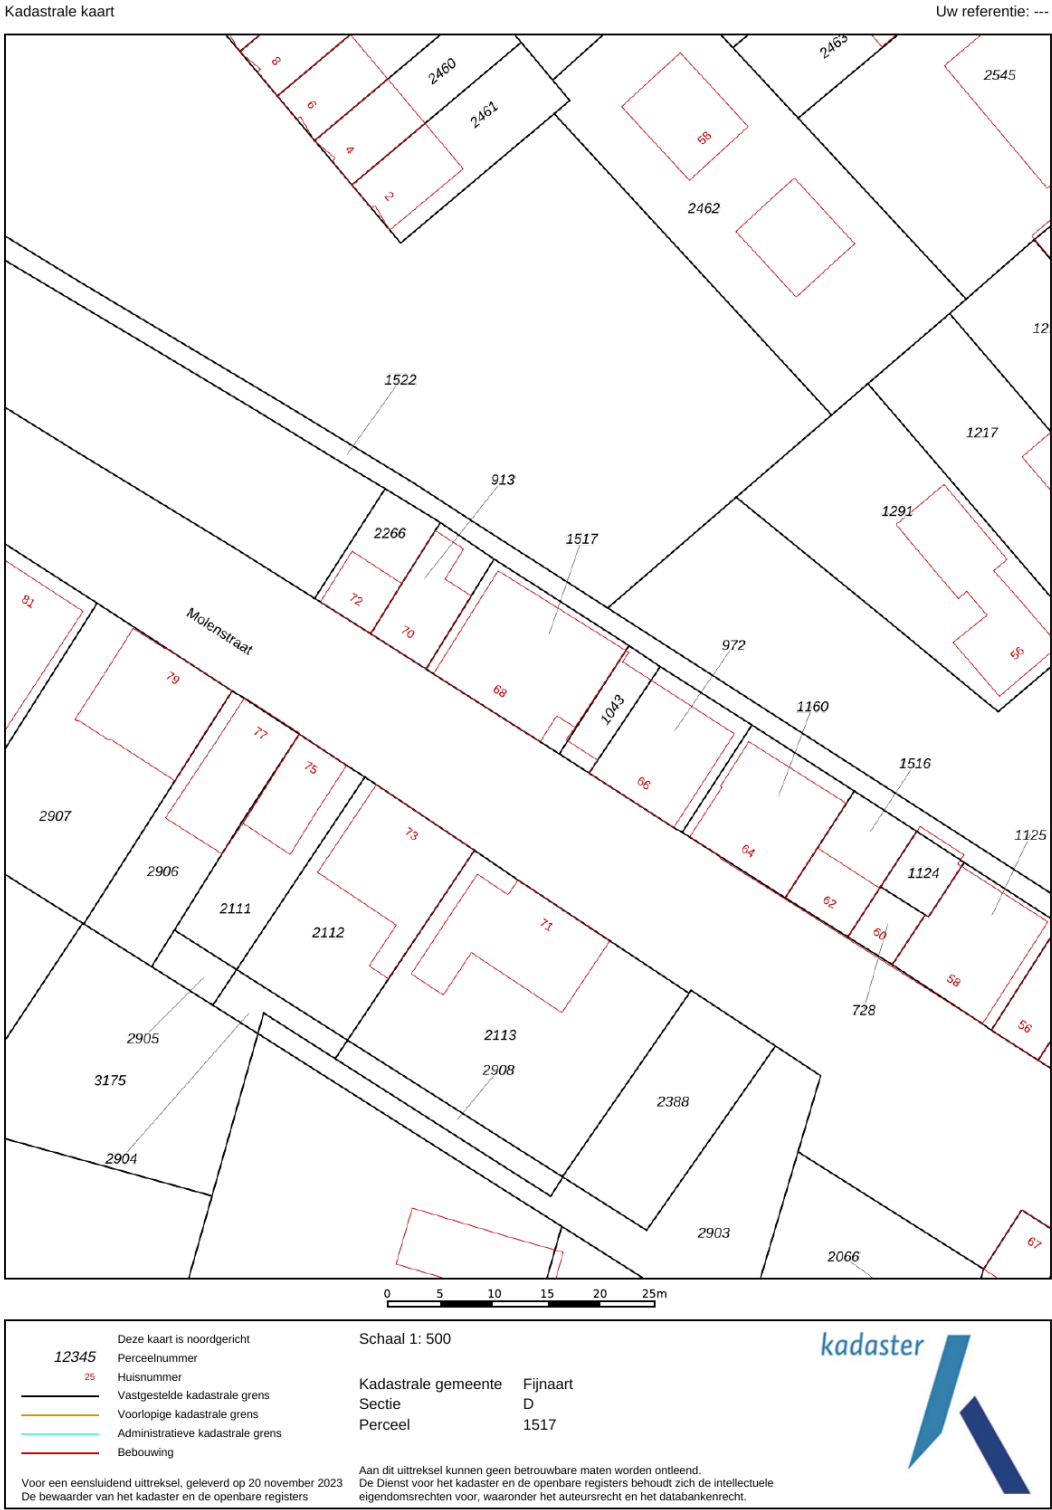 Kadastrale kaart
Uw referentie: ---
8
2460
2463
2545
6
2461
4
58
2
2462
12
1522
1217
913
1291
2266
1517
81
72
Molenstraat
70
972
56
79
68
1043
1160
77
75
66
1516
2907
73
64
1125
2906
1124
62
2111
2112
71
60
58
728
56
2905
2113
3175
2908
2388
2904
2903
67
2066
0 5 10 15 20 25m
Deze kaart is noordgericht
12345 Perceelnummer
25 Huisnummer
Vastgestelde kadastrale grens
Voorlopige kadastrale grens
Administratieve kadastrale grens
Bebouwing
Voor een eensluidend uittreksel, geleverd op 20 november 2023
De bewaarder van het kadaster en de openbare registers
Schaal 1: 500
Kadastrale gemeente Fijnaart
Sectie D
Perceel 1517
Aan dit uittreksel kunnen geen betrouwbare maten worden ontleend.
De Dienst voor het kadaster en de openbare registers behoudt zich de intellectuele
eigendomsrechten voor, waaronder het auteursrecht en het databankenrecht.
kadaster